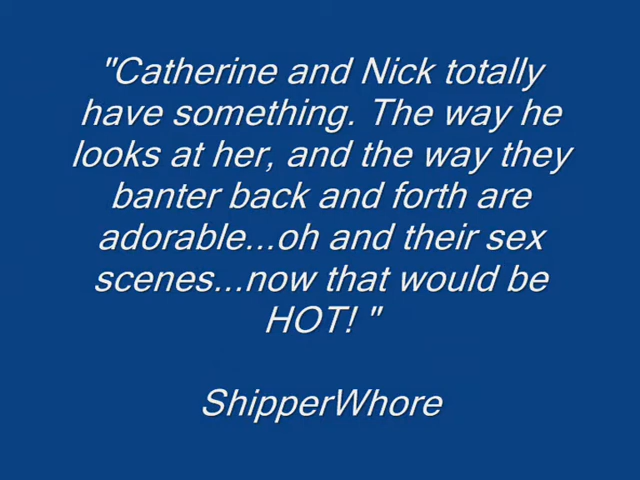 "Catherine and Nick totally
have something. The way he
looks at her, and the way they
banter back and forth are
adorable...oh and their sex
scenes...now that would be
HOT! "
ShipperWhore